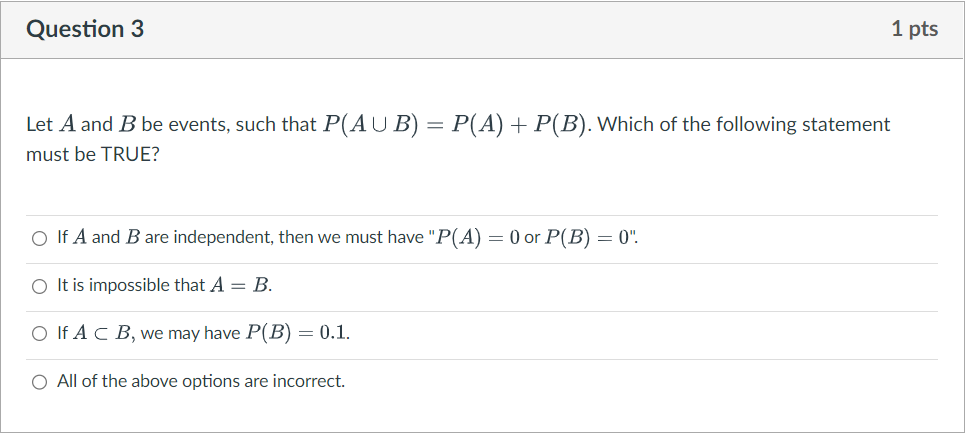 Question 3
1 pts
Let A and B be events, such that P(A ∪ B) = P(A) + P(B). Which of the following statement
must be TRUE?
If A and B are independent, then we must have "P(A) = 0 or P(B) = 0".
It is impossible that A = B.
If A ⊂ B, we may have P(B) = 0.1.
All of the above options are incorrect.